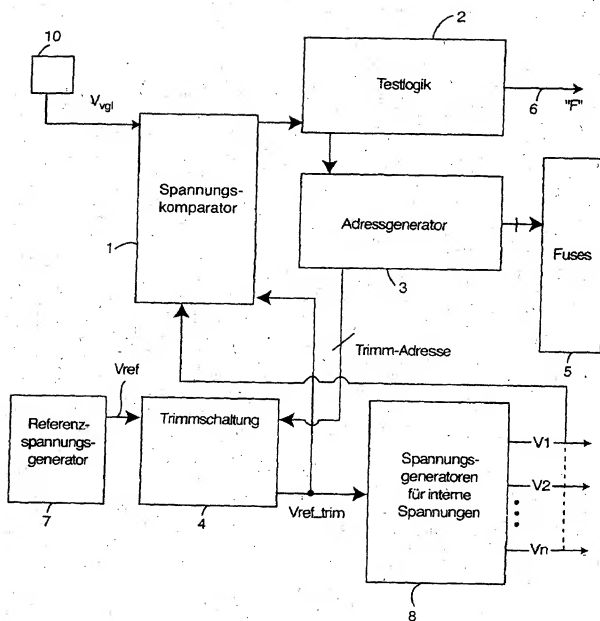 10
2
Testlogik
6
"F"
Vvgl
Spannungs-
komparator
1
Adressgenerator
3
Fuses
5
Trimm-Adresse
Vref
Referenz-
spannungs-
generator
7
Trimmschaltung
4
Vref_trim
Spannungs-
generatoren
für interne
Spannungen
8
V1
V2
Vn